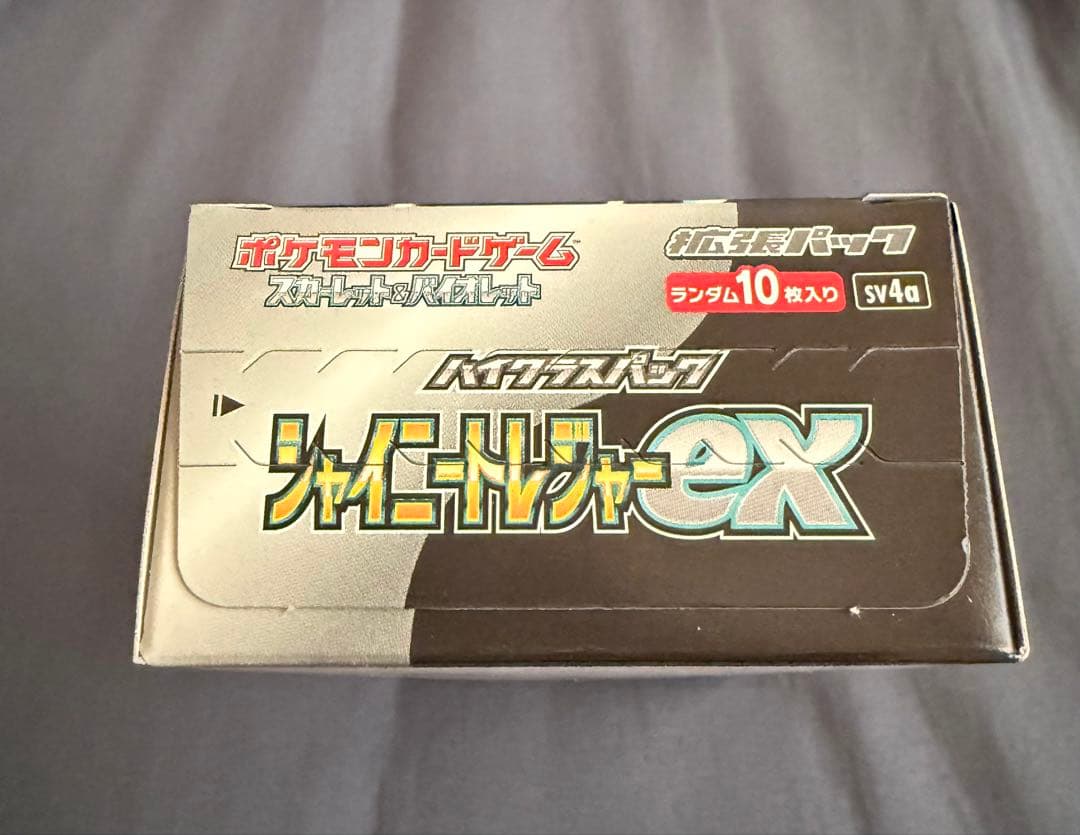 ポケモンカードゲーム™
スカーレット&バイオレット
拡張パック
ランダム10枚入り
sv4a
ハイクラスパック
シャイニートレジャーex